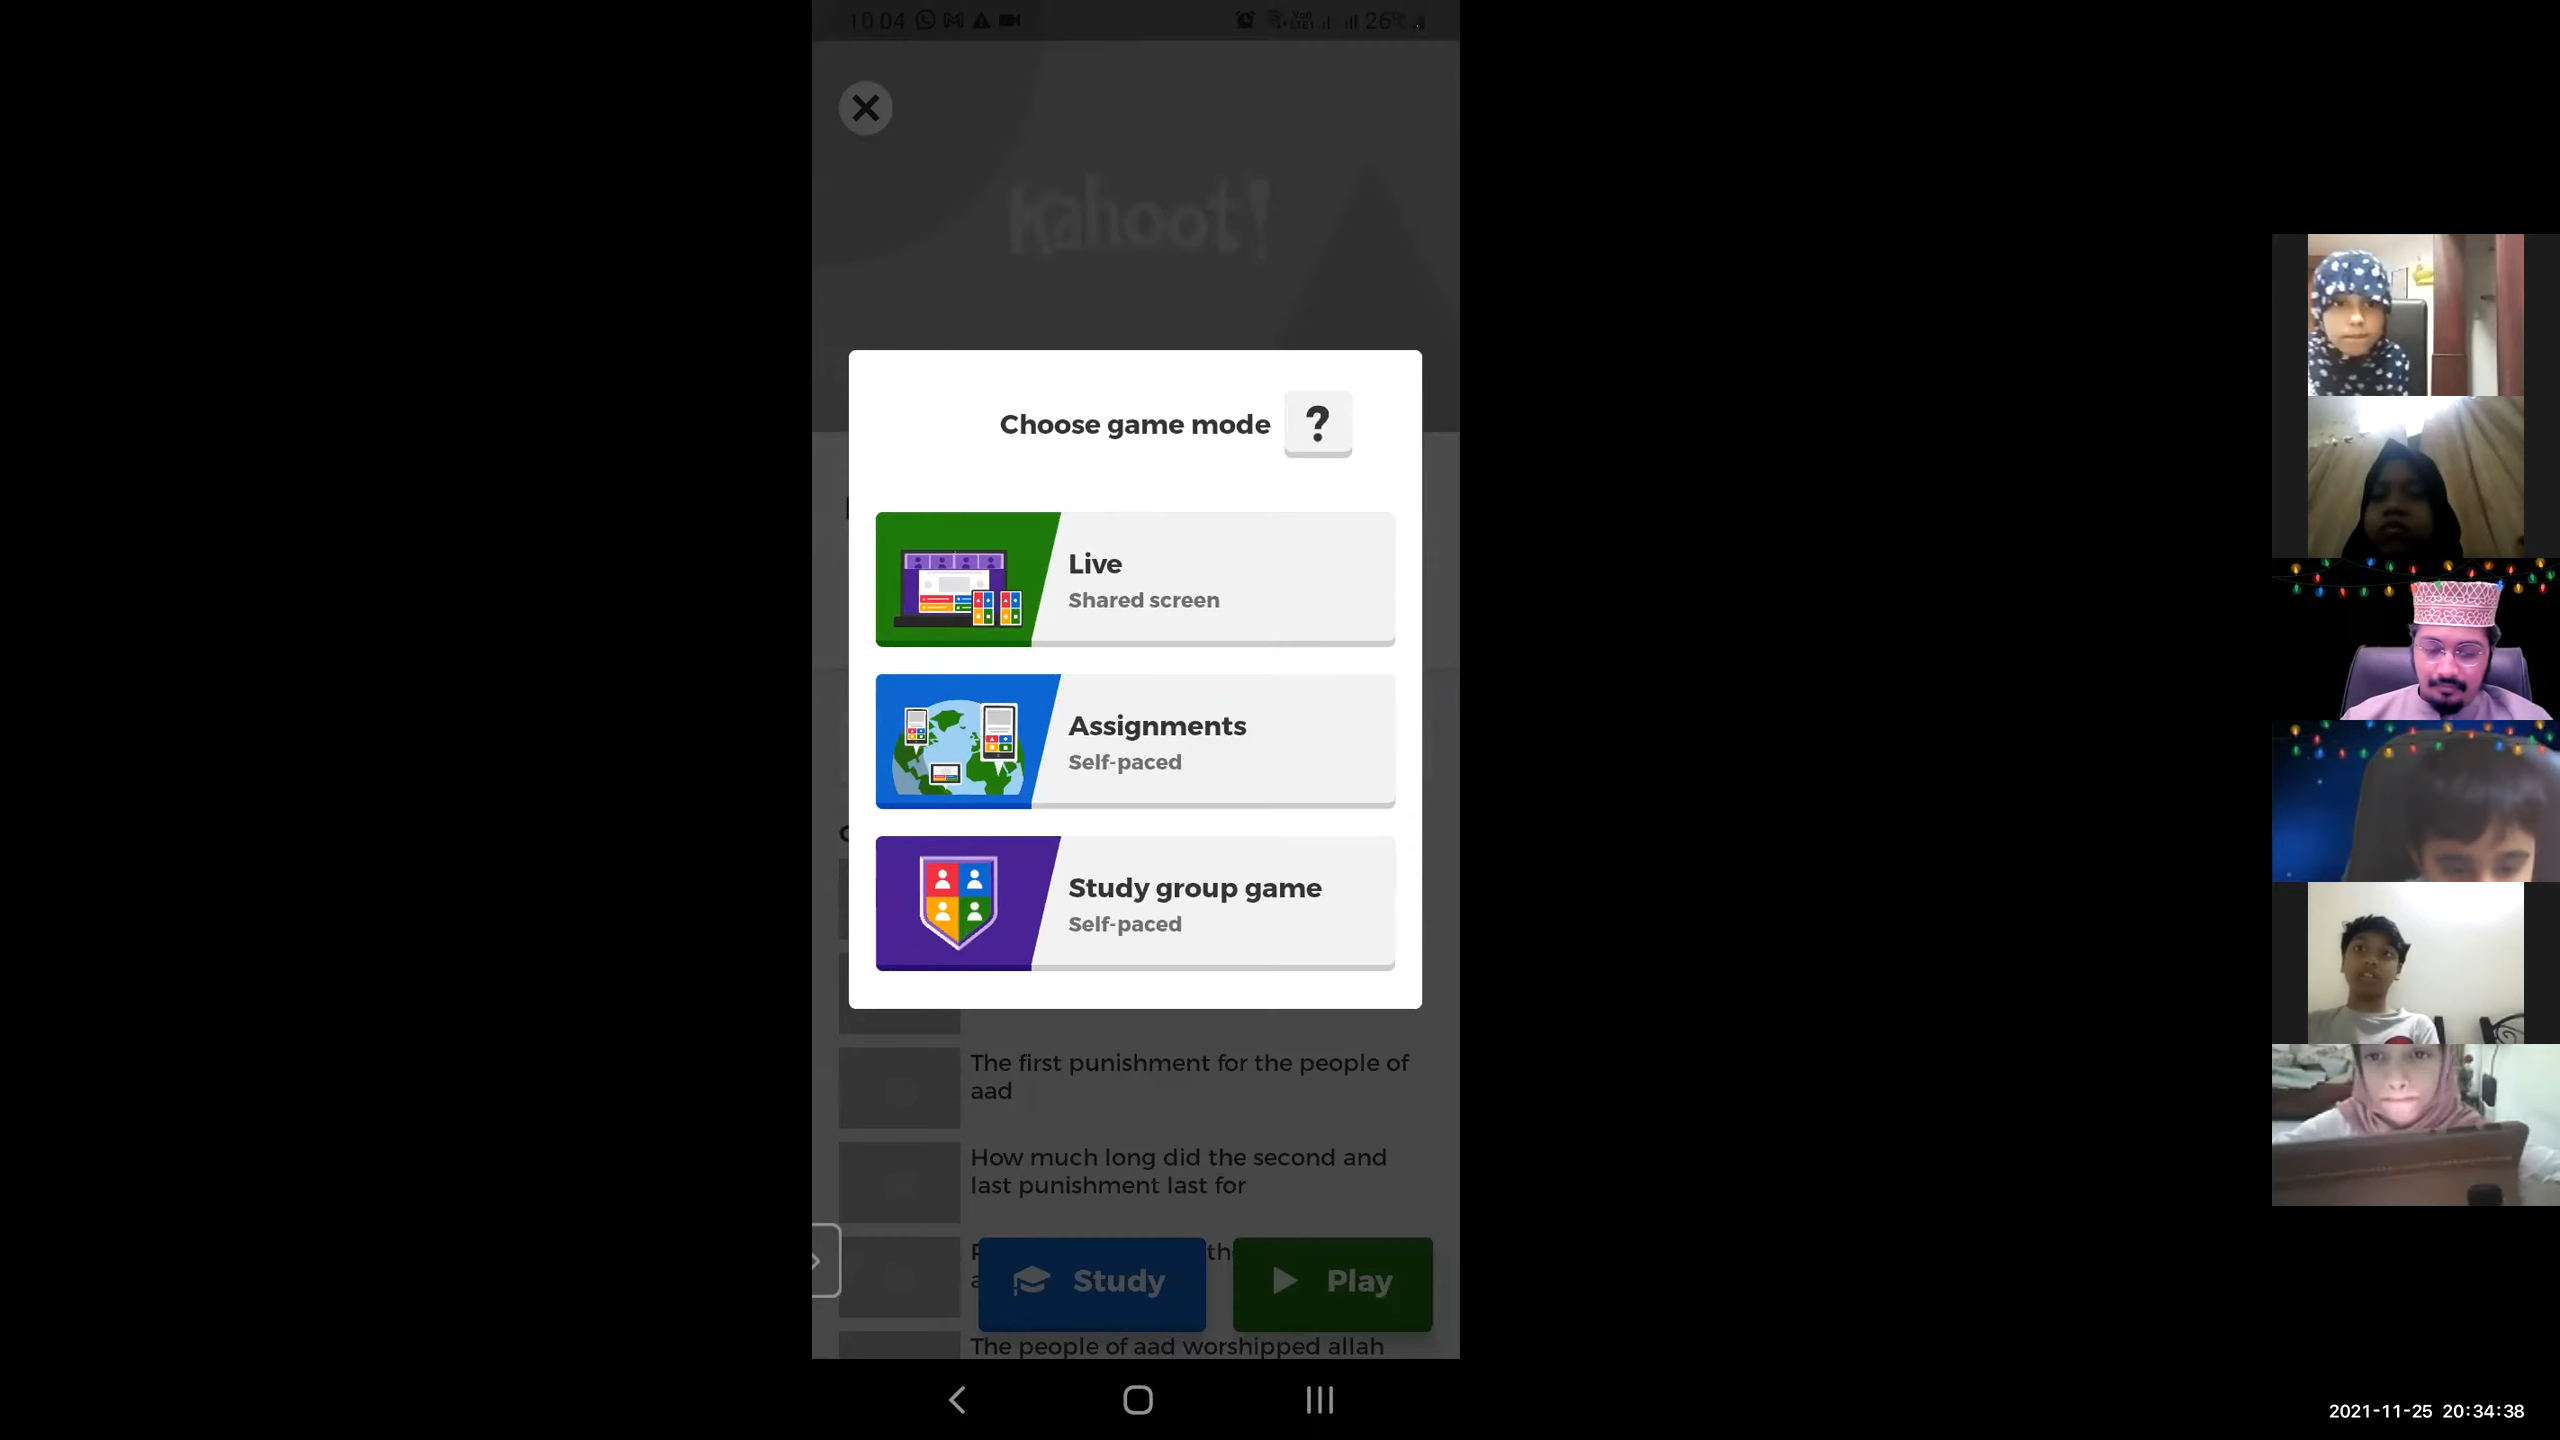 10:04
26%
Kahoot!
Choose game mode ?
Live
Shared screen
Assignments
Self-paced
Study group game
Self-paced
The first punishment for the people of
aad
How much long did the second and
last punishment last for
Study
Play
The people of aad worshipped allah
2021-11-25 20:34:38